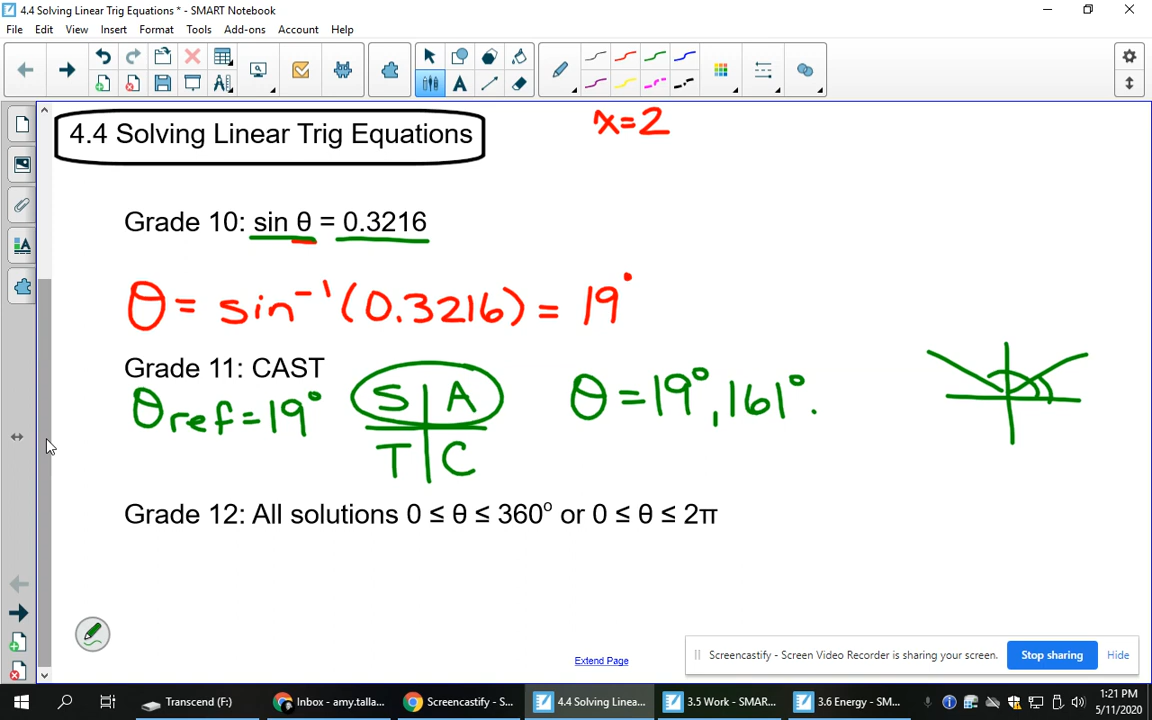 4.4 Solving Linear Trig Equations * - SMART Notebook
File Edit View Insert Format Tools Add-ons Account Help
x=2
4.4 Solving Linear Trig Equations
Grade 10: sin θ = 0.3216
θ = sin⁻¹(0.3216) = 19°
Grade 11: CAST
S A
θref=19°
θ=19°,161°.
T C
Grade 12: All solutions 0 ≤ θ ≤ 360° or 0 ≤ θ ≤ 2π
Extend Page
Screencastify - Screen Video Recorder is sharing your screen. Stop sharing Hide
Transcend (F:) Inbox - amy.talla... Screencastify - S... 4.4 Solving Linea... 3.5 Work - SMAR... 3.6 Energy - SM...
1:21 PM
5/11/2020